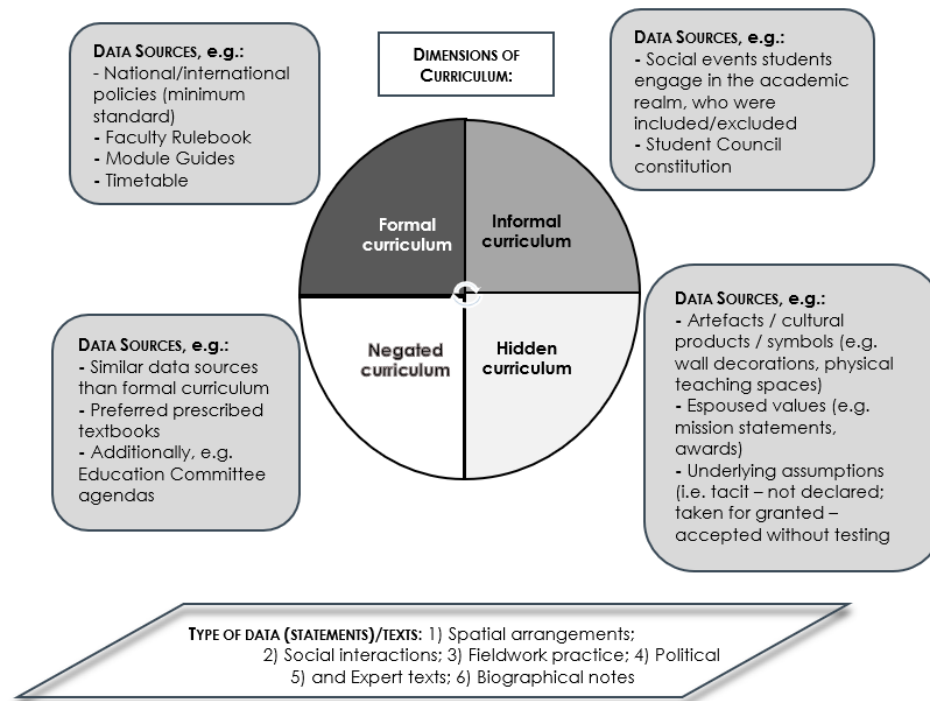 DATA SOURCES, e.g.:
- National/international
policies (minimum
standard)
- Faculty Rulebook
- Module Guides
- Timetable
DIMENSIONS OF
CURRICULUM:
DATA SOURCES, e.g.:
- Social events students
engage in the academic
realm, who were
included/excluded
- Student Council
constitution
Formal
curriculum
Informal
curriculum
Negated
curriculum
Hidden
curriculum
DATA SOURCES, e.g.:
- Similar data sources
than formal curriculum
- Preferred prescribed
textbooks
- Additionally, e.g.
Education Committee
agendas
DATA SOURCES, e.g.:
- Artefacts / cultural
products / symbols (e.g.
wall decorations, physical
teaching spaces)
- Espoused values (e.g.
mission statements,
awards)
- Underlying assumptions
(i.e. tacit – not declared;
taken for granted –
accepted without testing
TYPE OF DATA (STATEMENTS)/TEXTS: 1) Spatial arrangements;
2) Social interactions; 3) Fieldwork practice; 4) Political
5) and Expert texts; 6) Biographical notes